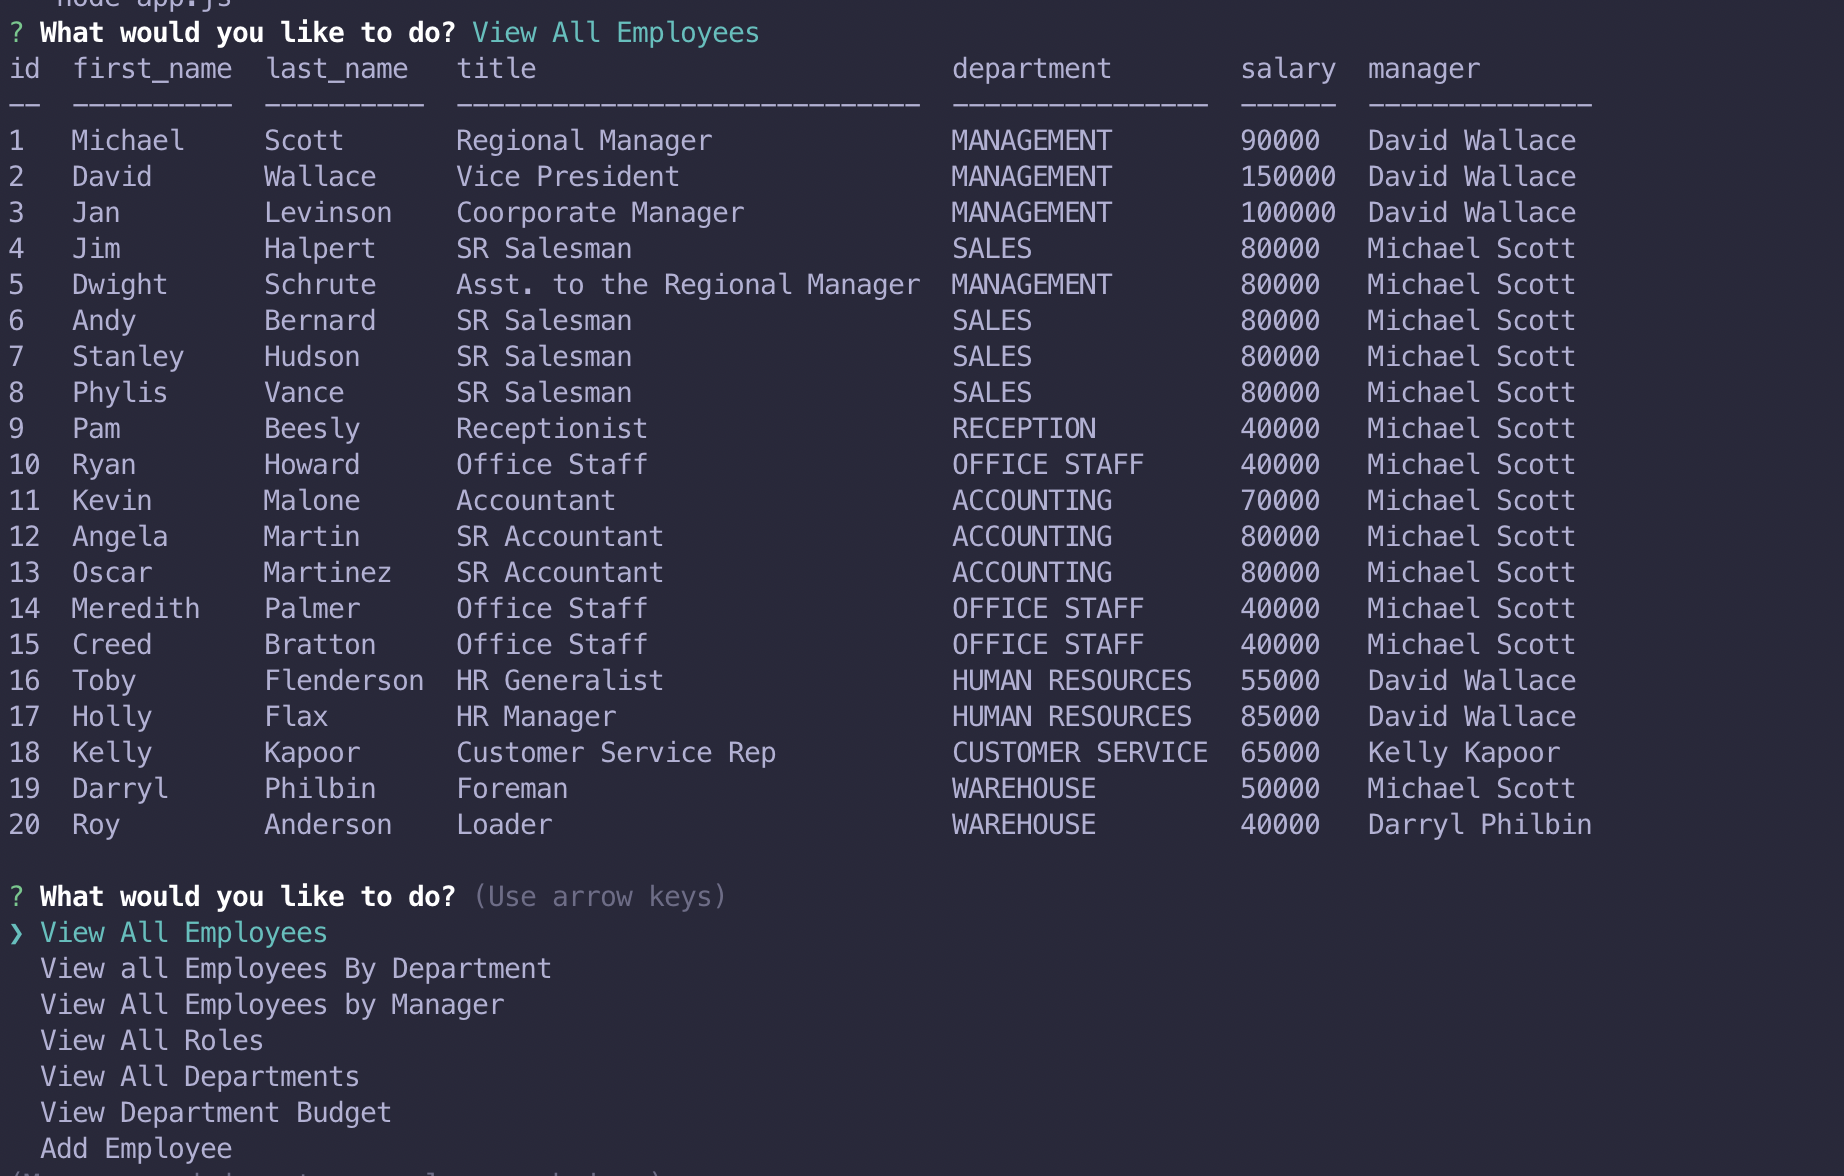 node app.js
? What would you like to do? View All Employees
id  first_name  last_name   title                          department        salary  manager
--  ----------  ----------  -----------------------------  ----------------  ------  --------------
1   Michael     Scott       Regional Manager               MANAGEMENT        90000   David Wallace
2   David       Wallace     Vice President                 MANAGEMENT        150000  David Wallace
3   Jan         Levinson    Coorporate Manager             MANAGEMENT        100000  David Wallace
4   Jim         Halpert     SR Salesman                    SALES             80000   Michael Scott
5   Dwight      Schrute     Asst. to the Regional Manager  MANAGEMENT        80000   Michael Scott
6   Andy        Bernard     SR Salesman                    SALES             80000   Michael Scott
7   Stanley     Hudson      SR Salesman                    SALES             80000   Michael Scott
8   Phylis      Vance       SR Salesman                    SALES             80000   Michael Scott
9   Pam         Beesly      Receptionist                   RECEPTION         40000   Michael Scott
10  Ryan        Howard      Office Staff                   OFFICE STAFF      40000   Michael Scott
11  Kevin       Malone      Accountant                     ACCOUNTING        70000   Michael Scott
12  Angela      Martin      SR Accountant                  ACCOUNTING        80000   Michael Scott
13  Oscar       Martinez    SR Accountant                  ACCOUNTING        80000   Michael Scott
14  Meredith    Palmer      Office Staff                   OFFICE STAFF      40000   Michael Scott
15  Creed       Bratton     Office Staff                   OFFICE STAFF      40000   Michael Scott
16  Toby        Flenderson  HR Generalist                  HUMAN RESOURCES   55000   David Wallace
17  Holly       Flax        HR Manager                     HUMAN RESOURCES   85000   David Wallace
18  Kelly       Kapoor      Customer Service Rep           CUSTOMER SERVICE  65000   Kelly Kapoor
19  Darryl      Philbin     Foreman                        WAREHOUSE         50000   Michael Scott
20  Roy         Anderson    Loader                         WAREHOUSE         40000   Darryl Philbin
? What would you like to do? (Use arrow keys)
❯ View All Employees
  View all Employees By Department
  View All Employees by Manager
  View All Roles
  View All Departments
  View Department Budget
  Add Employee